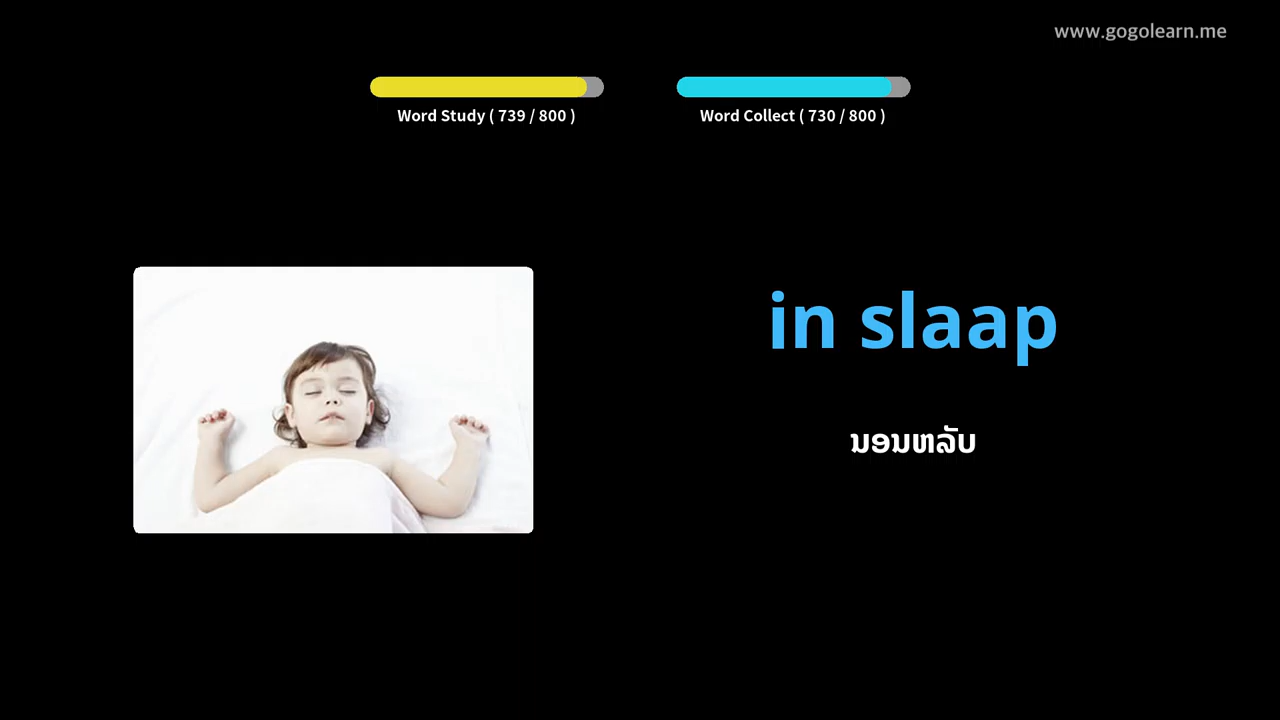 www.gogolearn.me
Word Study ( 739 / 800 )
Word Collect ( 730 / 800 )
in slaap
ນອນຫລັບ